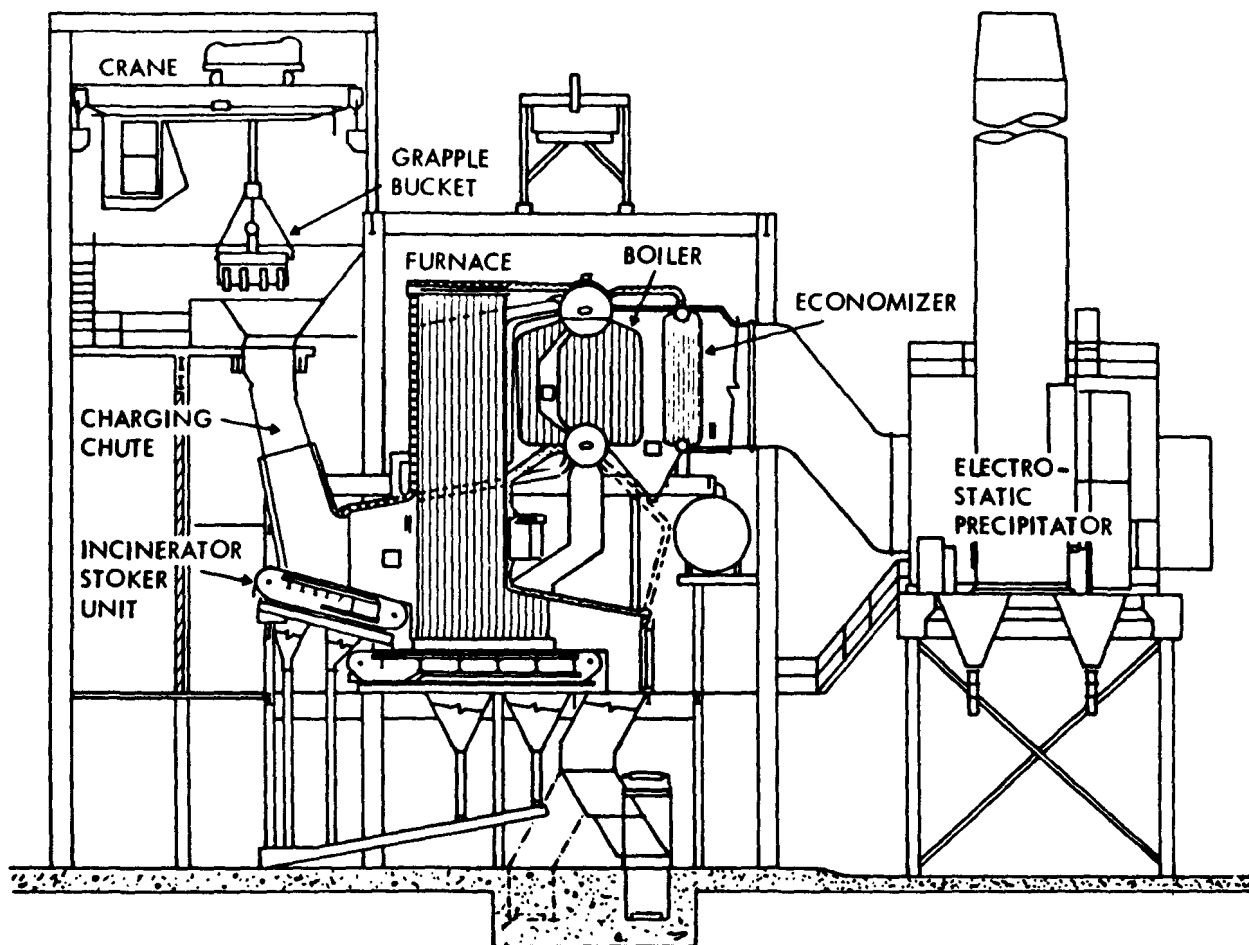 CRANE
GRAPPLE
BUCKET
FURNACE
BOILER
ECONOMIZER
CHARGING
CHUTE
ELECTRO-
STATIC
PRECIPITATOR
INCINERATOR
STOKER
UNIT